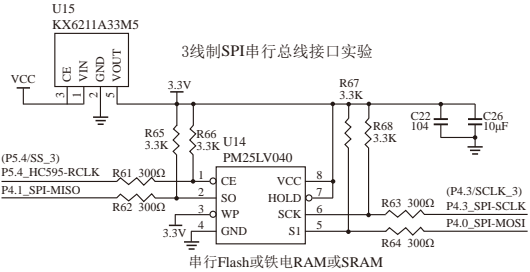 U15
KX6211A33M5
3线制SPI串行总线接口实验
CE
VIN
GND
VOUT
VCC
3
1
2
5
3.3V
R67
3.3K
R65
3.3K
R66
3.3K
R68
3.3K
C22
104
C26
10μF
U14
PM25LV040
(P5.4/SS_3)
P5.4_HC595-RCLK
R61 300Ω
1
CE
VCC
8
P4.1_SPI-MISO
R62 300Ω
2
SO
HOLD
7
(P4.3/SCLK_3)
3
WP
SCK
6
R63 300Ω
P4.3_SPI-SCLK
3.3V
4
GND
S1
5
R64 300Ω
P4.0_SPI-MOSI
串行Flash或铁电RAM或SRAM